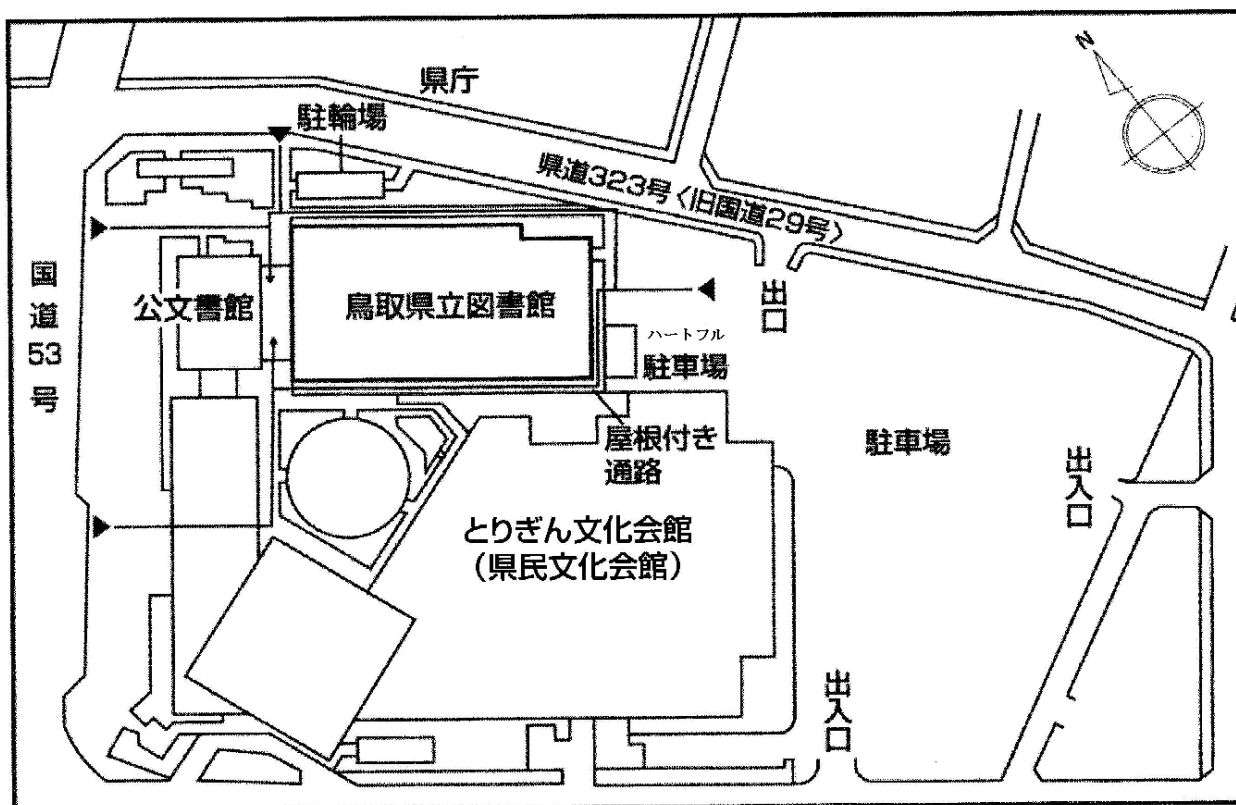 N
県庁
駐輪場
県道323号〈旧国道29号〉
国道53号
公文書館
鳥取県立図書館
出口
ハートフル
駐車場
屋根付き
通路
駐車場
出入口
とりぎん文化会館
（県民文化会館）
出入口